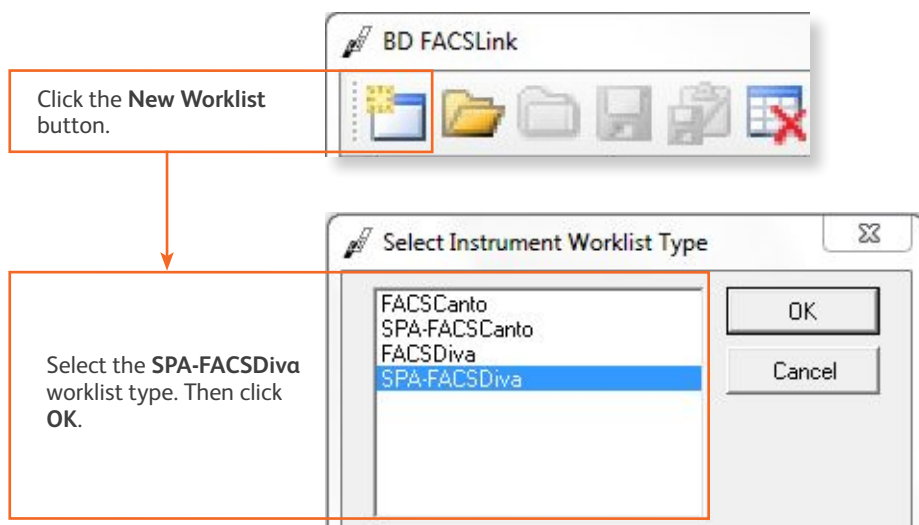 BD FACSLink
Click the New Worklist
button.
Select Instrument Worklist Type
FACSCanto
SPA-FACSCanto
FACSDiva
SPA-FACSDiva
OK
Cancel
Select the SPA-FACSDiva
worklist type. Then click
OK.